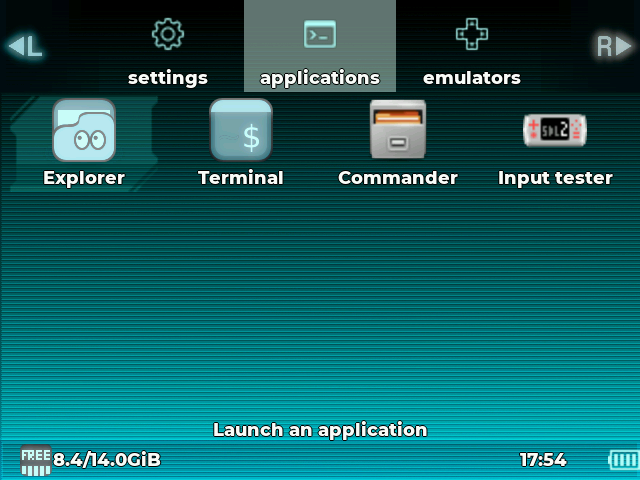 L
R
settings
applications
emulators
$
SDL2
Explorer
Terminal
Commander
Input tester
Launch an application
FREE
8.4/14.0GiB
17:54